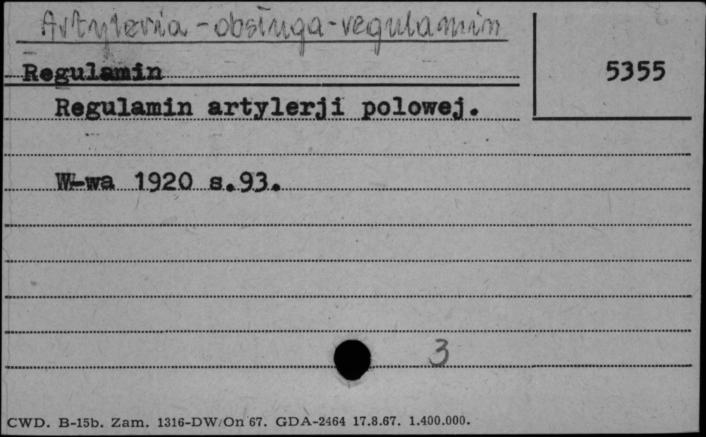 Artyleria - obsługa - regulamin
Regulamin
5355
Regulamin artylerji polowej.
W-wa 1920 s.93.
3
CWD. B-15b. Zam. 1316-DW/On 67. GDA-2464 17.8.67. 1.400.000.